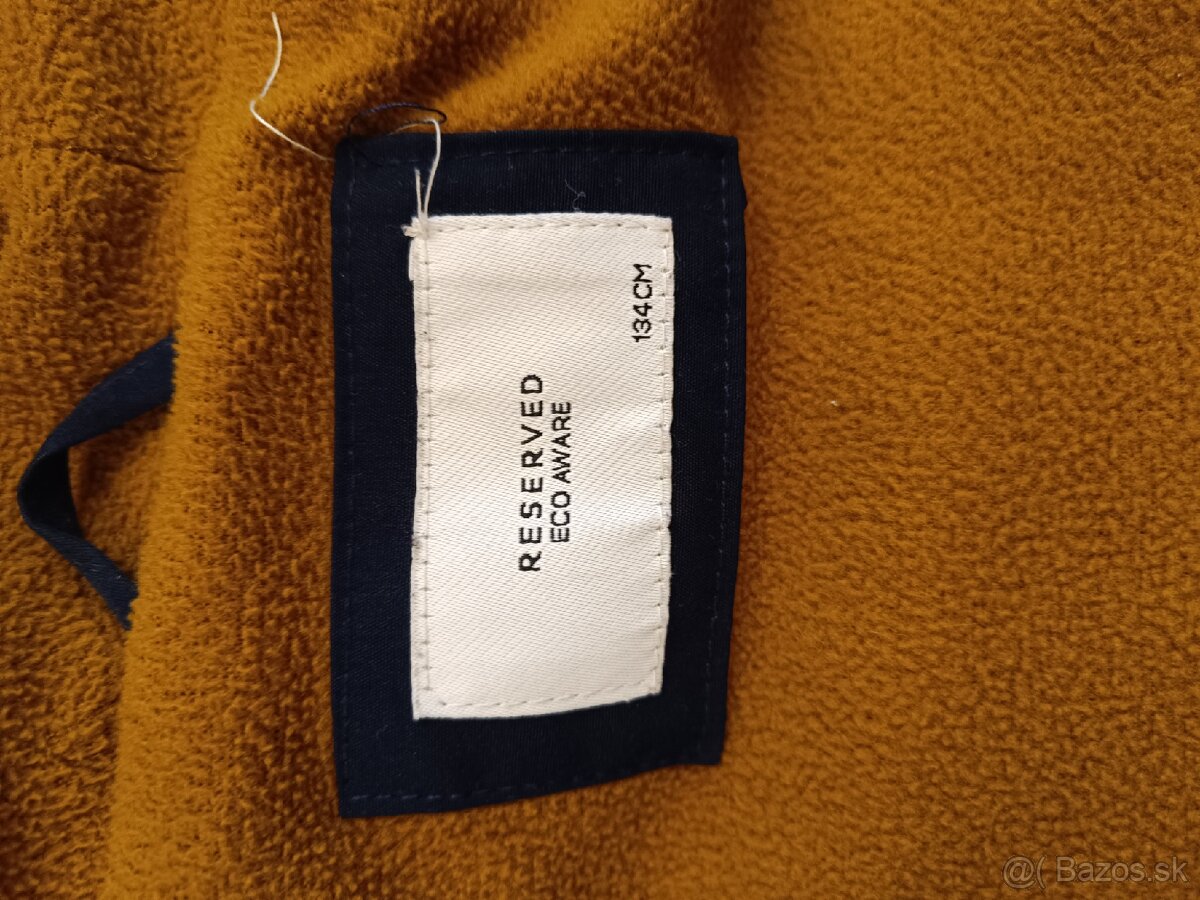 RESERVED
ECO AWARE
134CM
@( Bazos.sk